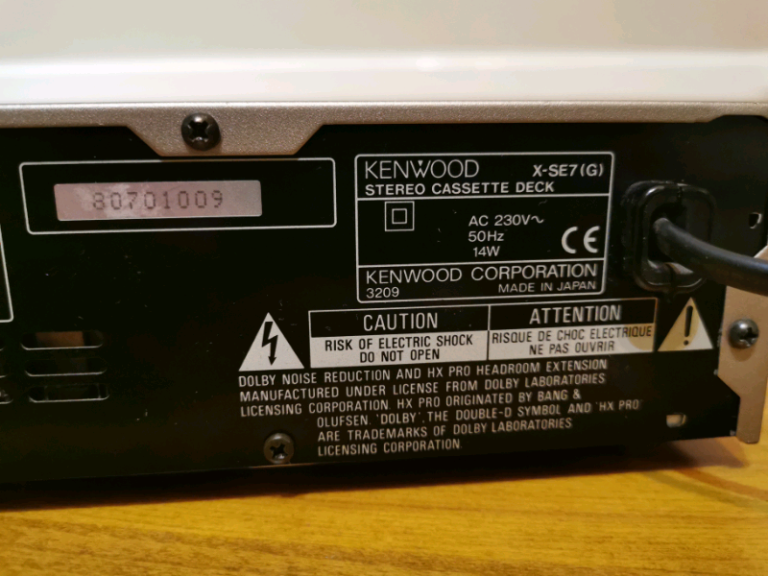 80701009
KENWOOD X-SE7(G)
STEREO CASSETTE DECK
AC 230V~
50Hz
14W
CE
KENWOOD CORPORATION
3209 MADE IN JAPAN
CAUTION
RISK OF ELECTRIC SHOCK
DO NOT OPEN
ATTENTION
RISQUE DE CHOC ELECTRIQUE
NE PAS OUVRIR
DOLBY NOISE REDUCTION AND HX PRO HEADROOM EXTENSION
MANUFACTURED UNDER LICENSE FROM DOLBY LABORATORIES
LICENSING CORPORATION. HX PRO ORIGINATED BY BANG &
OLUFSEN. 'DOLBY', THE DOUBLE-D SYMBOL AND 'HX PRO'
ARE TRADEMARKS OF DOLBY LABORATORIES
LICENSING CORPORATION.